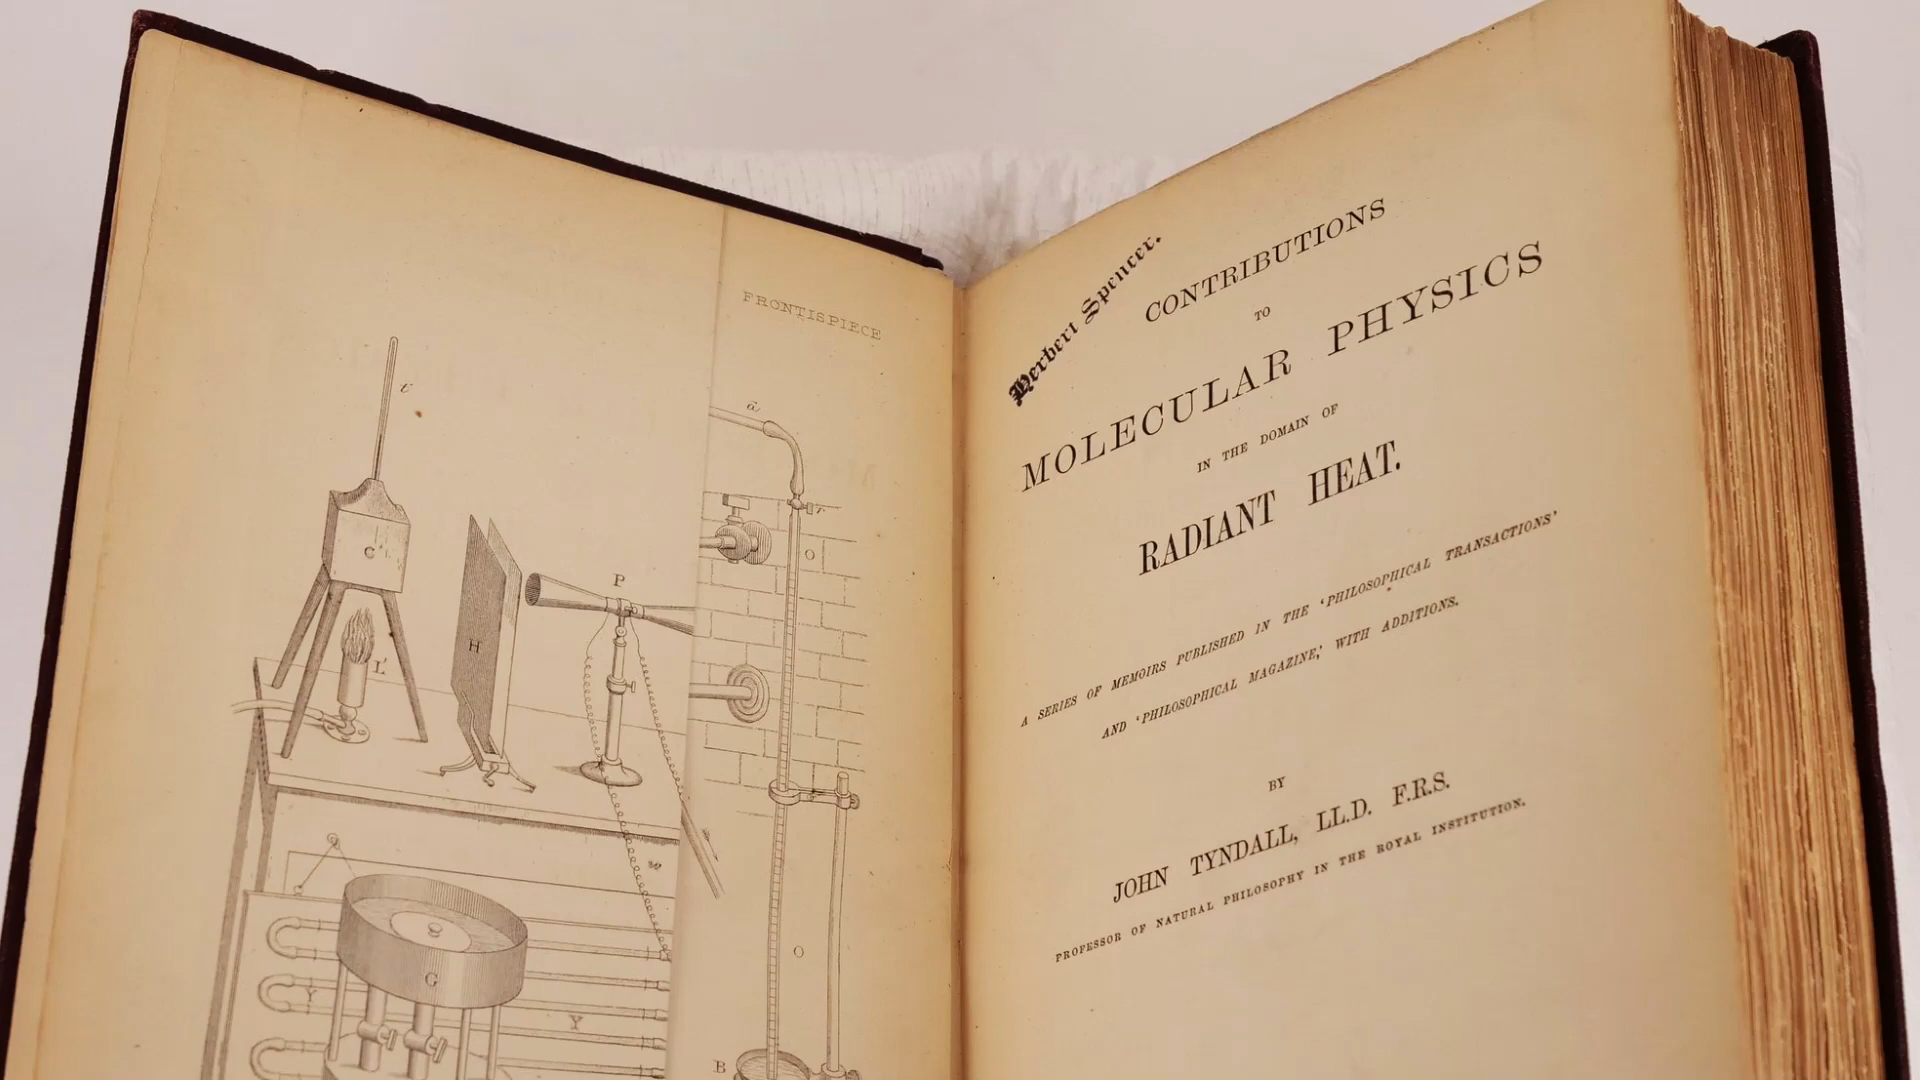 FRONTISPIECE
t
a
r
C'
O
P
H
L'
w
O
G
Y
Y
B
Herbert Spencer.
CONTRIBUTIONS
TO
MOLECULAR PHYSICS
IN THE DOMAIN OF
RADIANT HEAT.
A SERIES OF MEMOIRS PUBLISHED IN THE ‘PHILOSOPHICAL TRANSACTIONS’
AND ‘PHILOSOPHICAL MAGAZINE,’ WITH ADDITIONS.
BY
JOHN TYNDALL, LL.D. F.R.S.
PROFESSOR OF NATURAL PHILOSOPHY IN THE ROYAL INSTITUTION.